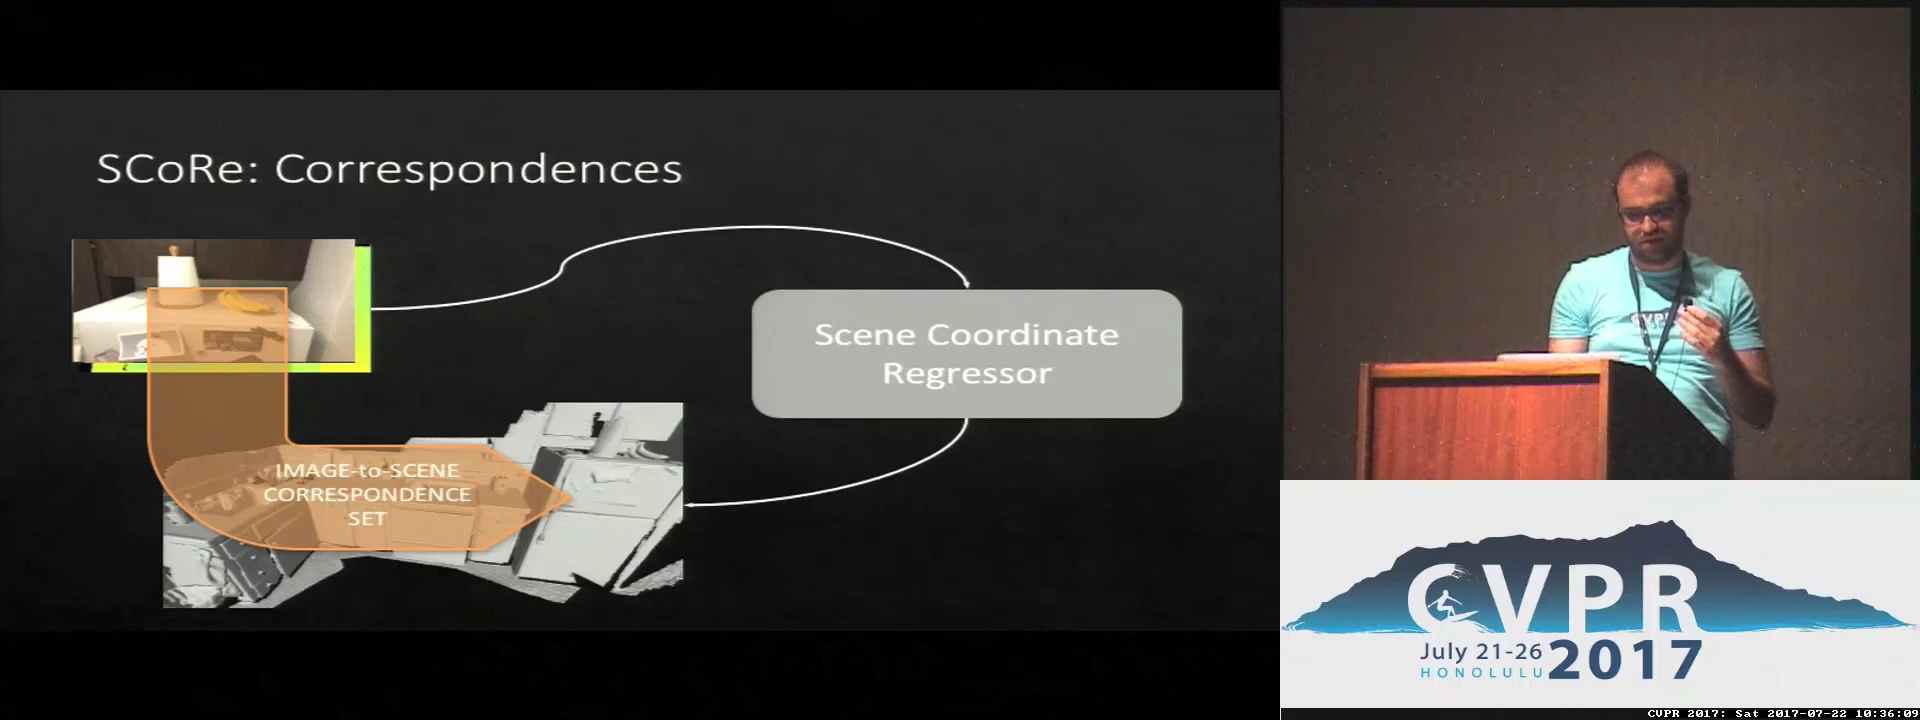 SCoRe: Correspondences
Scene Coordinate
Regressor
IMAGE-to-SCENE
CORRESPONDENCE
SET
CVPR
CVPR
July 21-26
HONOLULU
2017
CVPR 2017: Sat 2017-07-22 10:36:09